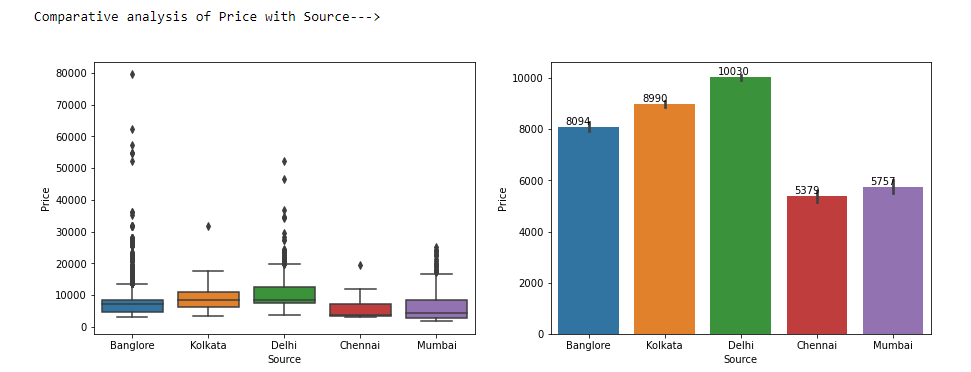 Comparative analysis of Price with Source--->
80000
70000
60000
50000
40000
30000
20000
10000
0
Price
Banglore Kolkata Delhi Chennai Mumbai
Source
10000
8000
6000
4000
2000
0
Price
8094
8990
10030
5379
5757
Banglore Kolkata Delhi Chennai Mumbai
Source